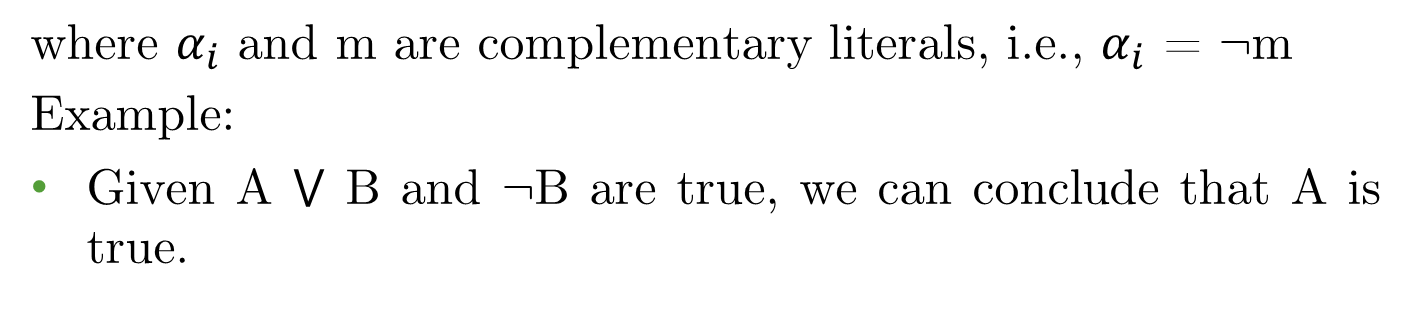 where αᵢ and m are complementary literals, i.e., αᵢ = ¬m
Example:
• Given A ∨ B and ¬B are true, we can conclude that A is
true.